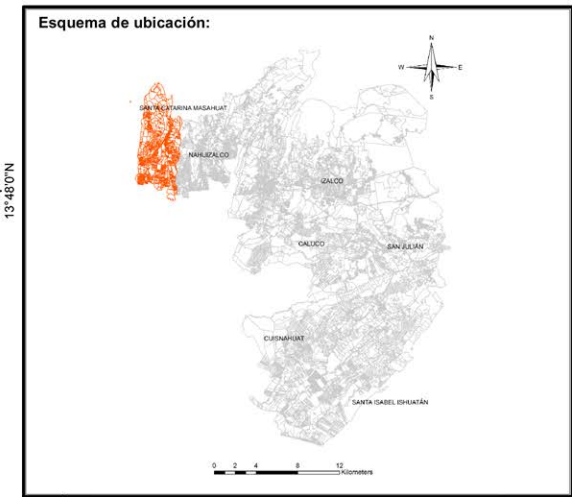 Esquema de ubicación:
N
W E
S
SANTA CATARINA MASAHUAT
NAHUIZALCO
IZALCO
13°48'0"N
CALUCO
SAN JULIÁN
CUISNAHUAT
SANTA ISABEL ISHUATÁN
0 2 4 8 12
Kilometers